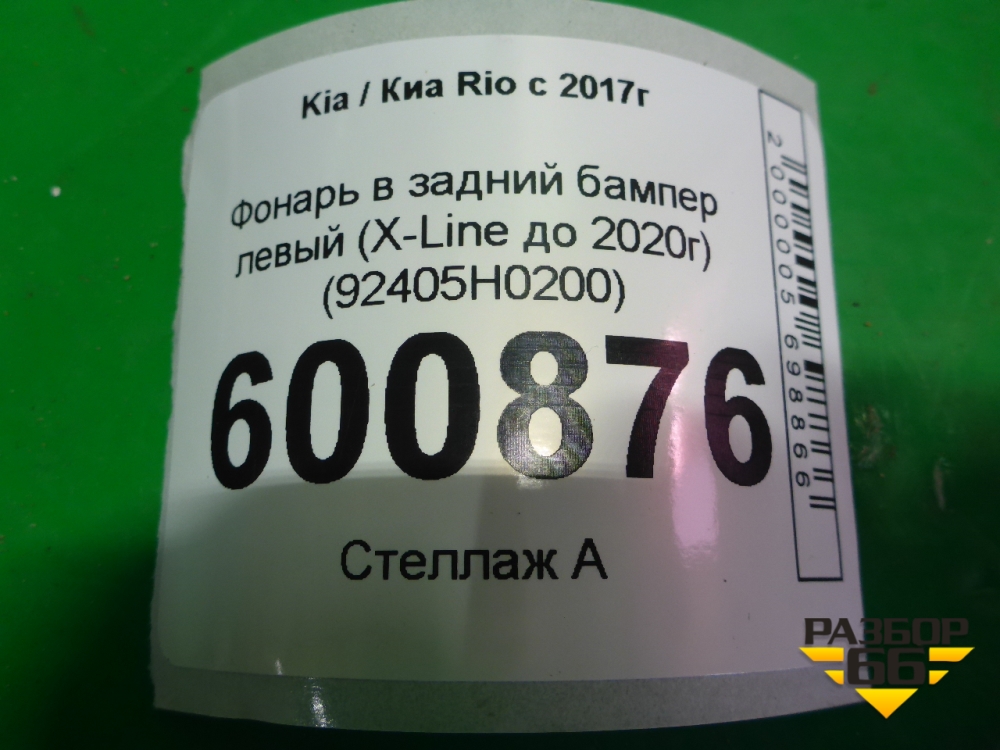 Kia / Киа Rio с 2017г
Фонарь в задний бампер
левый (X-Line до 2020г)
(92405H0200)
600876
Стеллаж А
2000005698866
РАЗБОР
66